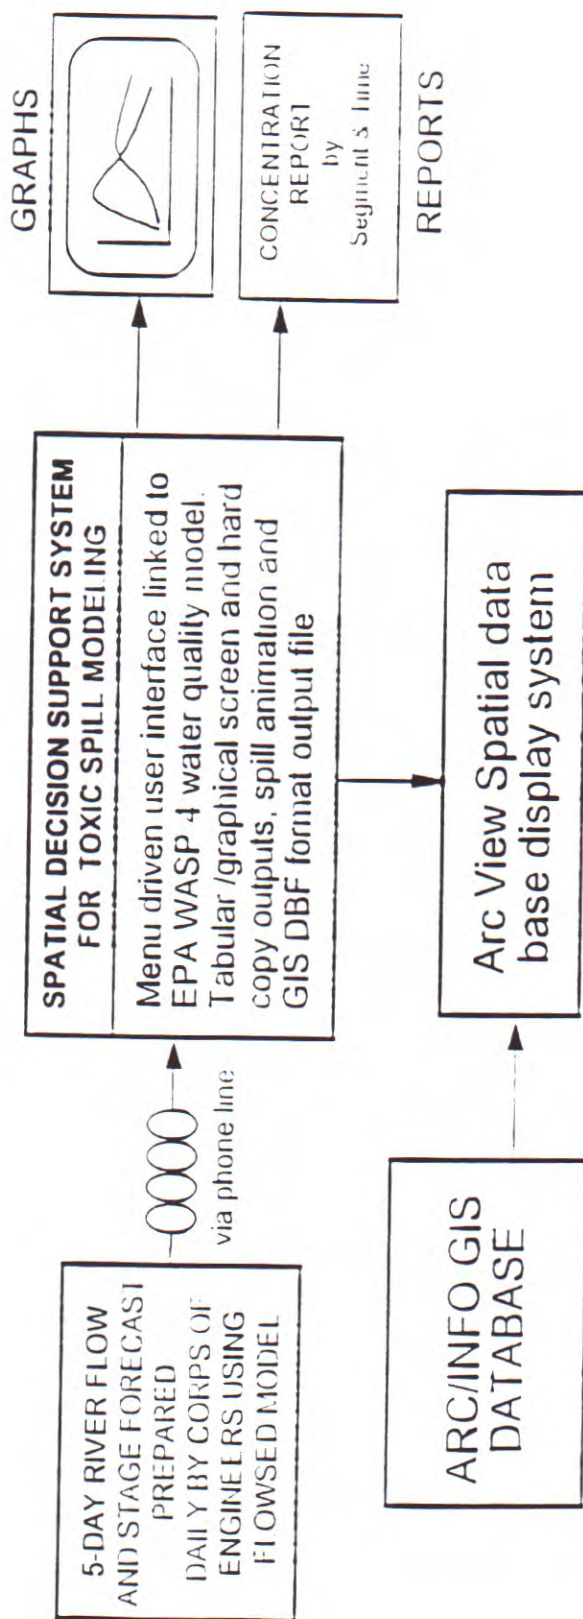 5-DAY RIVER FLOW
AND STAGE FORECAST
PREPARED
DAILY BY CORPS OF
ENGINEERS USING
FLOWSED MODEL
via phone line
SPATIAL DECISION SUPPORT SYSTEM
FOR TOXIC SPILL MODELING
Menu driven user interface linked to
EPA WASP 4 water quality model.
Tabular /graphical screen and hard
copy outputs, spill animation and
GIS DBF format output file
GRAPHS
CONCENTRATION
REPORT
by
Segment & Time
REPORTS
ARC/INFO GIS
DATABASE
Arc View Spatial data
base display system